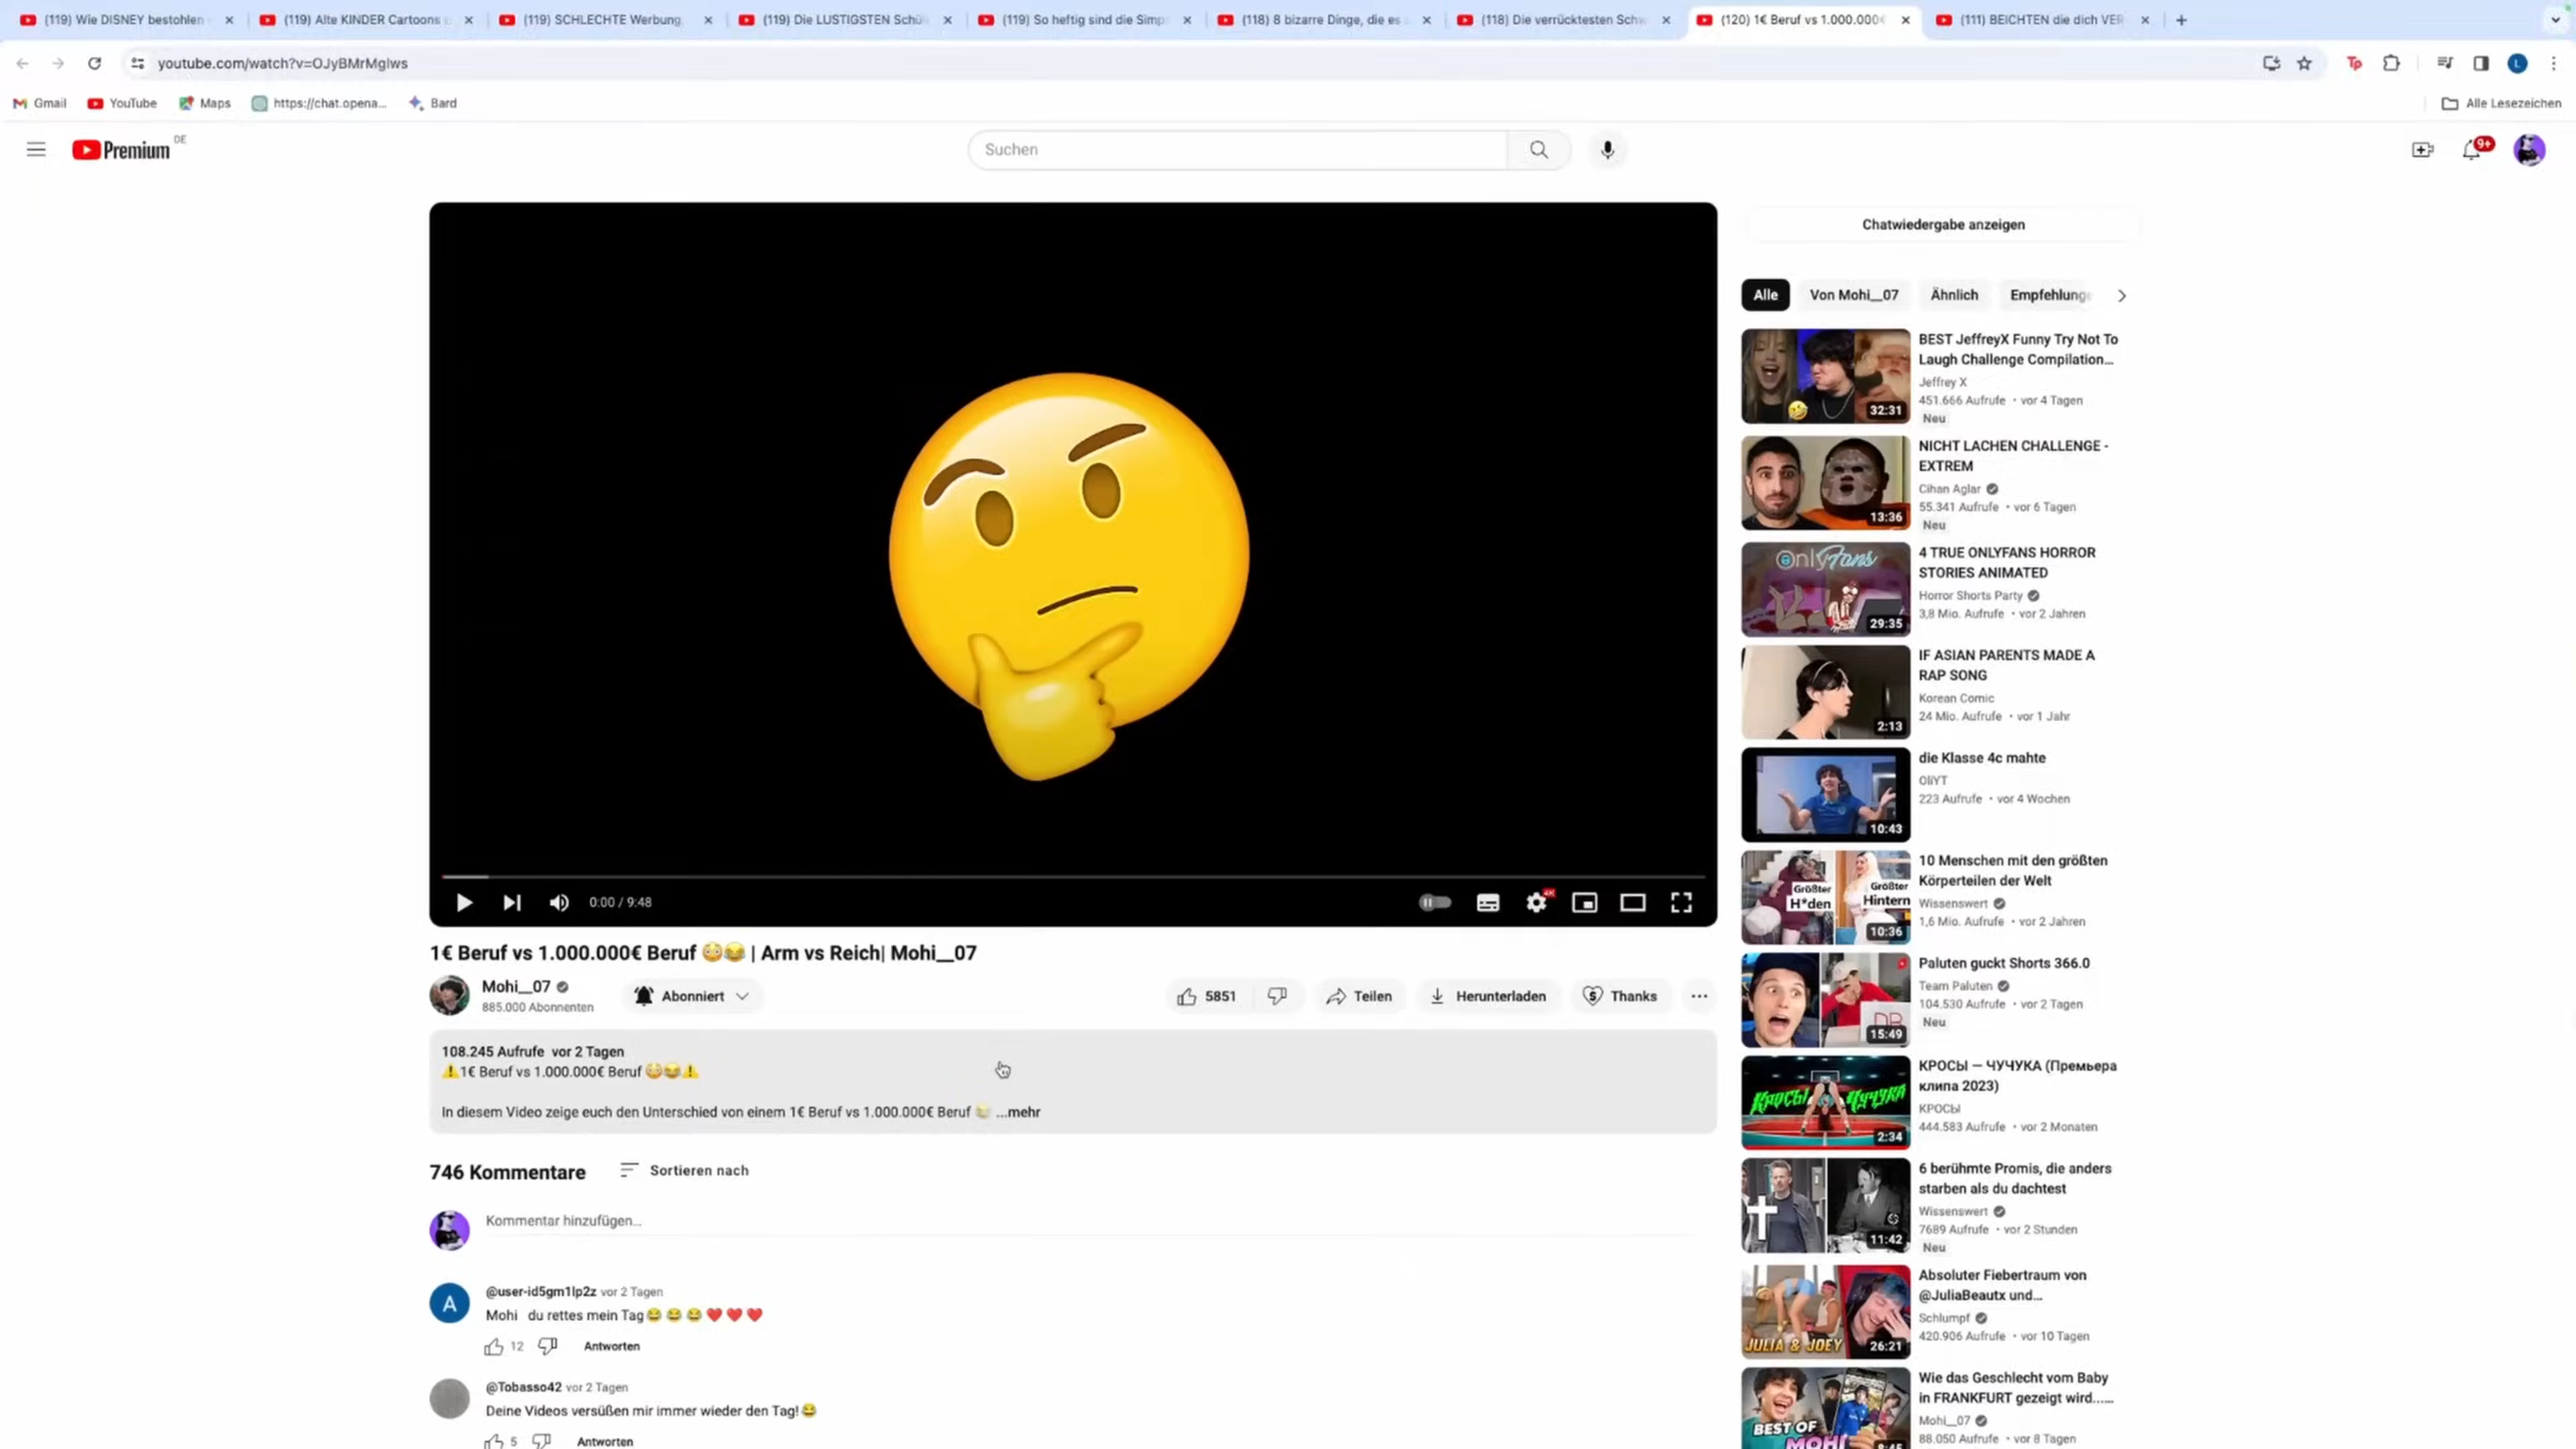 (119) Wie DISNEY bestohlen
(119) Alte KINDER Cartoons
(119) SCHLECHTE Werbung
(119) Die LUSTIGSTEN Schü
(119) So heftig sind die Simps
(118) 8 bizarre Dinge, die es
(118) Die verrücktesten Schw
(120) 1€ Beruf vs 1.000.000€
(111) BEICHTEN die dich VER
youtube.com/watch?v=OJyBMrMglws
Tp
L
Gmail
YouTube
Maps
https://chat.opena...
Bard
Alle Lesezeichen
Premium DE
Suchen
9+
Chatwiedergabe anzeigen
Alle
Von Mohi__07
Ähnlich
Empfehlung
BEST JeffreyX Funny Try Not To
Laugh Challenge Compilation...
Jeffrey X
451.666 Aufrufe • vor 4 Tagen
Neu
32:31
NICHT LACHEN CHALLENGE -
EXTREM
Cihan Aglar
55.341 Aufrufe • vor 6 Tagen
Neu
13:36
OnlyFans
4 TRUE ONLYFANS HORROR
STORIES ANIMATED
Horror Shorts Party
3,8 Mio. Aufrufe • vor 2 Jahren
29:35
IF ASIAN PARENTS MADE A
RAP SONG
Korean Comic
24 Mio. Aufrufe • vor 1 Jahr
2:13
die Klasse 4c mahte
OliYT
223 Aufrufe • vor 4 Wochen
10:43
Größter
H*den
Größter
Hintern
10 Menschen mit den größten
Körperteilen der Welt
Wissenswert
1,6 Mio. Aufrufe • vor 2 Jahren
10:36
Paluten guckt Shorts 366.0
Team Paluten
104.530 Aufrufe • vor 2 Tagen
Neu
15:49
КРОСЫ ЧУЧУКА
КРОСЫ — ЧУЧУКА (Премьера
клипа 2023)
КРОСЫ
444.583 Aufrufe • vor 2 Monaten
2:34
6 berühmte Promis, die anders
starben als du dachtest
Wissenswert
7689 Aufrufe • vor 2 Stunden
Neu
11:42
JULIA & JOEY
Absoluter Fiebertraum von
@JuliaBeautx und...
Schlumpf
420.906 Aufrufe • vor 10 Tagen
26:21
BEST OF
MOHI
Wie das Geschlecht vom Baby
in FRANKFURT gezeigt wird.....
Mohi__07
88.050 Aufrufe • vor 8 Tagen
8:45
0:00 / 9:48
4K
1€ Beruf vs 1.000.000€ Beruf 😳😂 | Arm vs Reich| Mohi__07
Mohi__07
885.000 Abonnenten
Abonniert
5851
Teilen
Herunterladen
Thanks
108.245 Aufrufe vor 2 Tagen
⚠️1€ Beruf vs 1.000.000€ Beruf 😳😂⚠️
In diesem Video zeige euch den Unterschied von einem 1€ Beruf vs 1.000.000€ Beruf 😂 ...mehr
746 Kommentare
Sortieren nach
Kommentar hinzufügen...
A
@user-id5gm1lp2z vor 2 Tagen
Mohi du rettes mein Tag😂 😂 😂 ❤️ ❤️ ❤️
12
Antworten
@Tobasso42 vor 2 Tagen
Deine Videos versüßen mir immer wieder den Tag!😂
5
Antworten